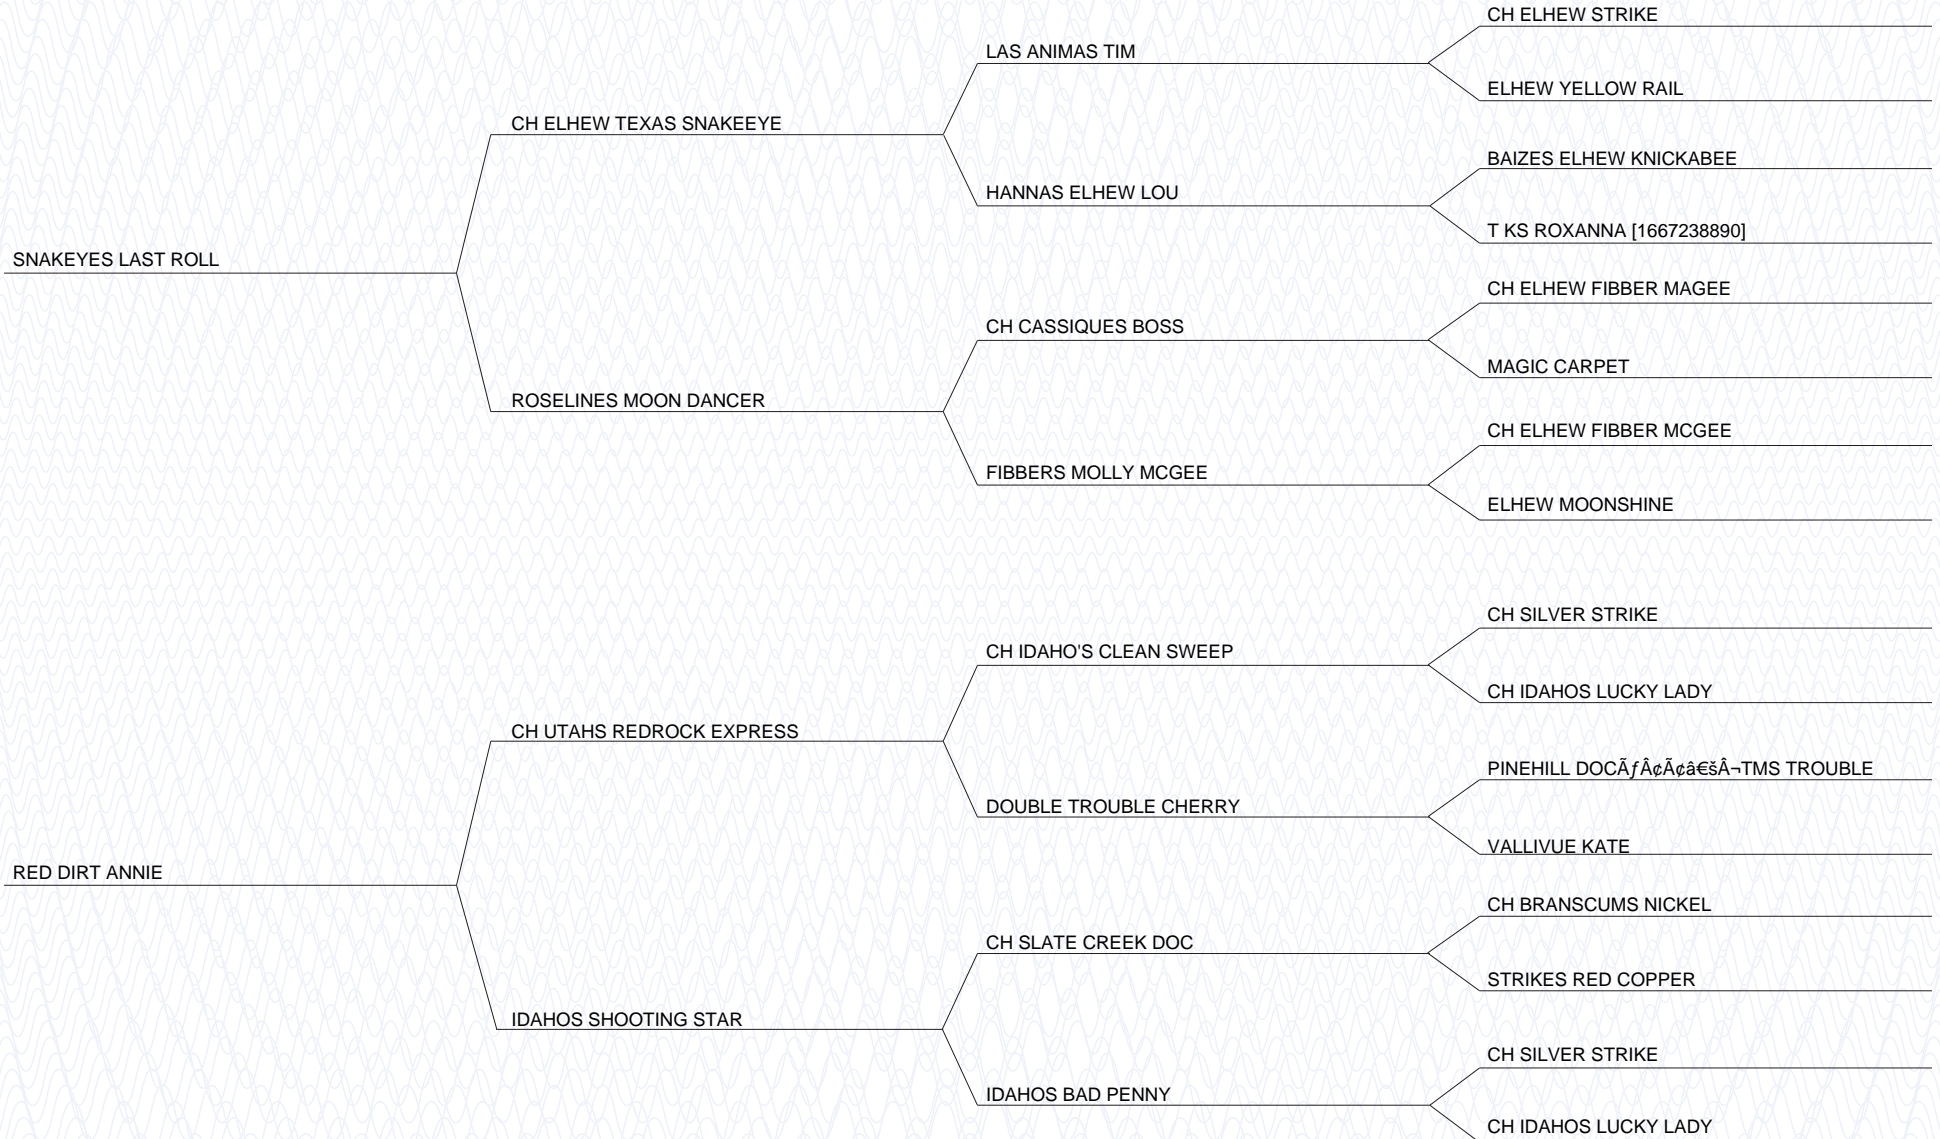 CH ELHEW STRIKE
LAS ANIMAS TIM
ELHEW YELLOW RAIL
CH ELHEW TEXAS SNAKEEYE
BAIZES ELHEW KNICKABEE
HANNAS ELHEW LOU
T KS ROXANNA [1667238890]
SNAKEYES LAST ROLL
CH ELHEW FIBBER MAGEE
CH CASSIQUES BOSS
MAGIC CARPET
ROSELINES MOON DANCER
CH ELHEW FIBBER MCGEE
FIBBERS MOLLY MCGEE
ELHEW MOONSHINE
CH SILVER STRIKE
CH IDAHO'S CLEAN SWEEP
CH IDAHOS LUCKY LADY
CH UTAHS REDROCK EXPRESS
PINEHILL DOCÃƒÂ¢Ã¢â€šÂ¬TMS TROUBLE
DOUBLE TROUBLE CHERRY
VALLIVUE KATE
RED DIRT ANNIE
CH BRANSCUMS NICKEL
CH SLATE CREEK DOC
STRIKES RED COPPER
IDAHOS SHOOTING STAR
CH SILVER STRIKE
IDAHOS BAD PENNY
CH IDAHOS LUCKY LADY